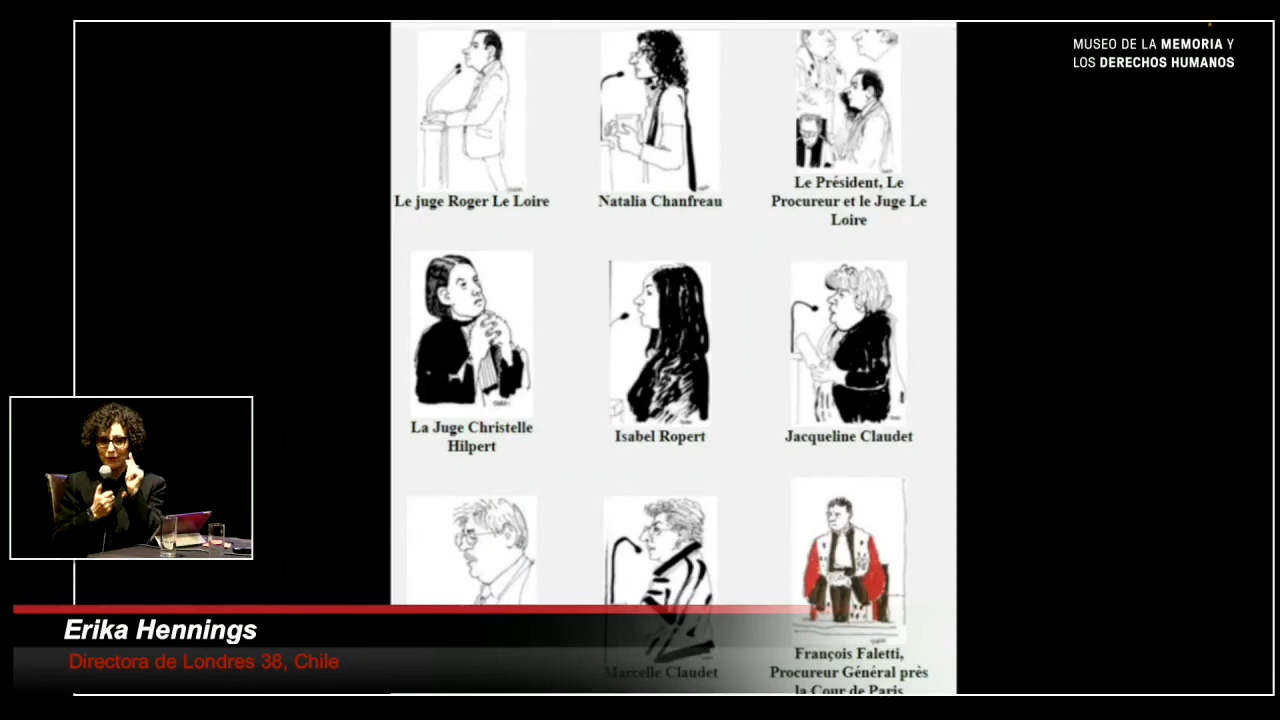 MUSEO DE LA MEMORIA Y
LOS DERECHOS HUMANOS
Le juge Roger Le Loire
Natalia Chanfreau
Le Président, Le
Procureur et le Juge Le
Loire
La Juge Christelle
Hilpert
Isabel Ropert
Jacqueline Claudet
Marcelle Claudet
François Faletti,
Procureur Général près
la Cour de Paris
Erika Hennings
Directora de Londres 38, Chile